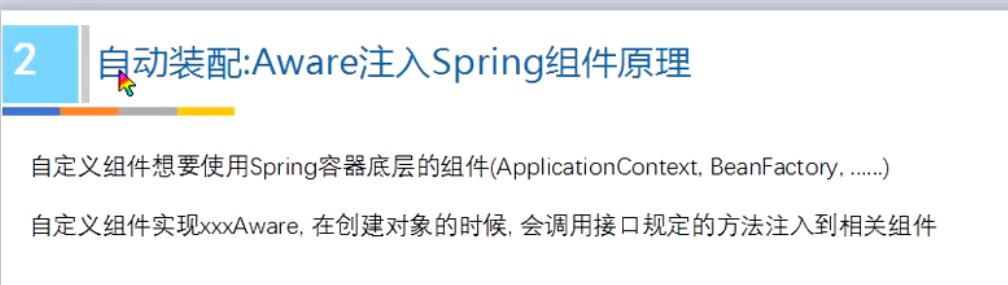 2
自动装配:Aware注入Spring组件原理
自定义组件想要使用Spring容器底层的组件(ApplicationContext, BeanFactory, ......)
自定义组件实现xxxAware, 在创建对象的时候, 会调用接口规定的方法注入到相关组件